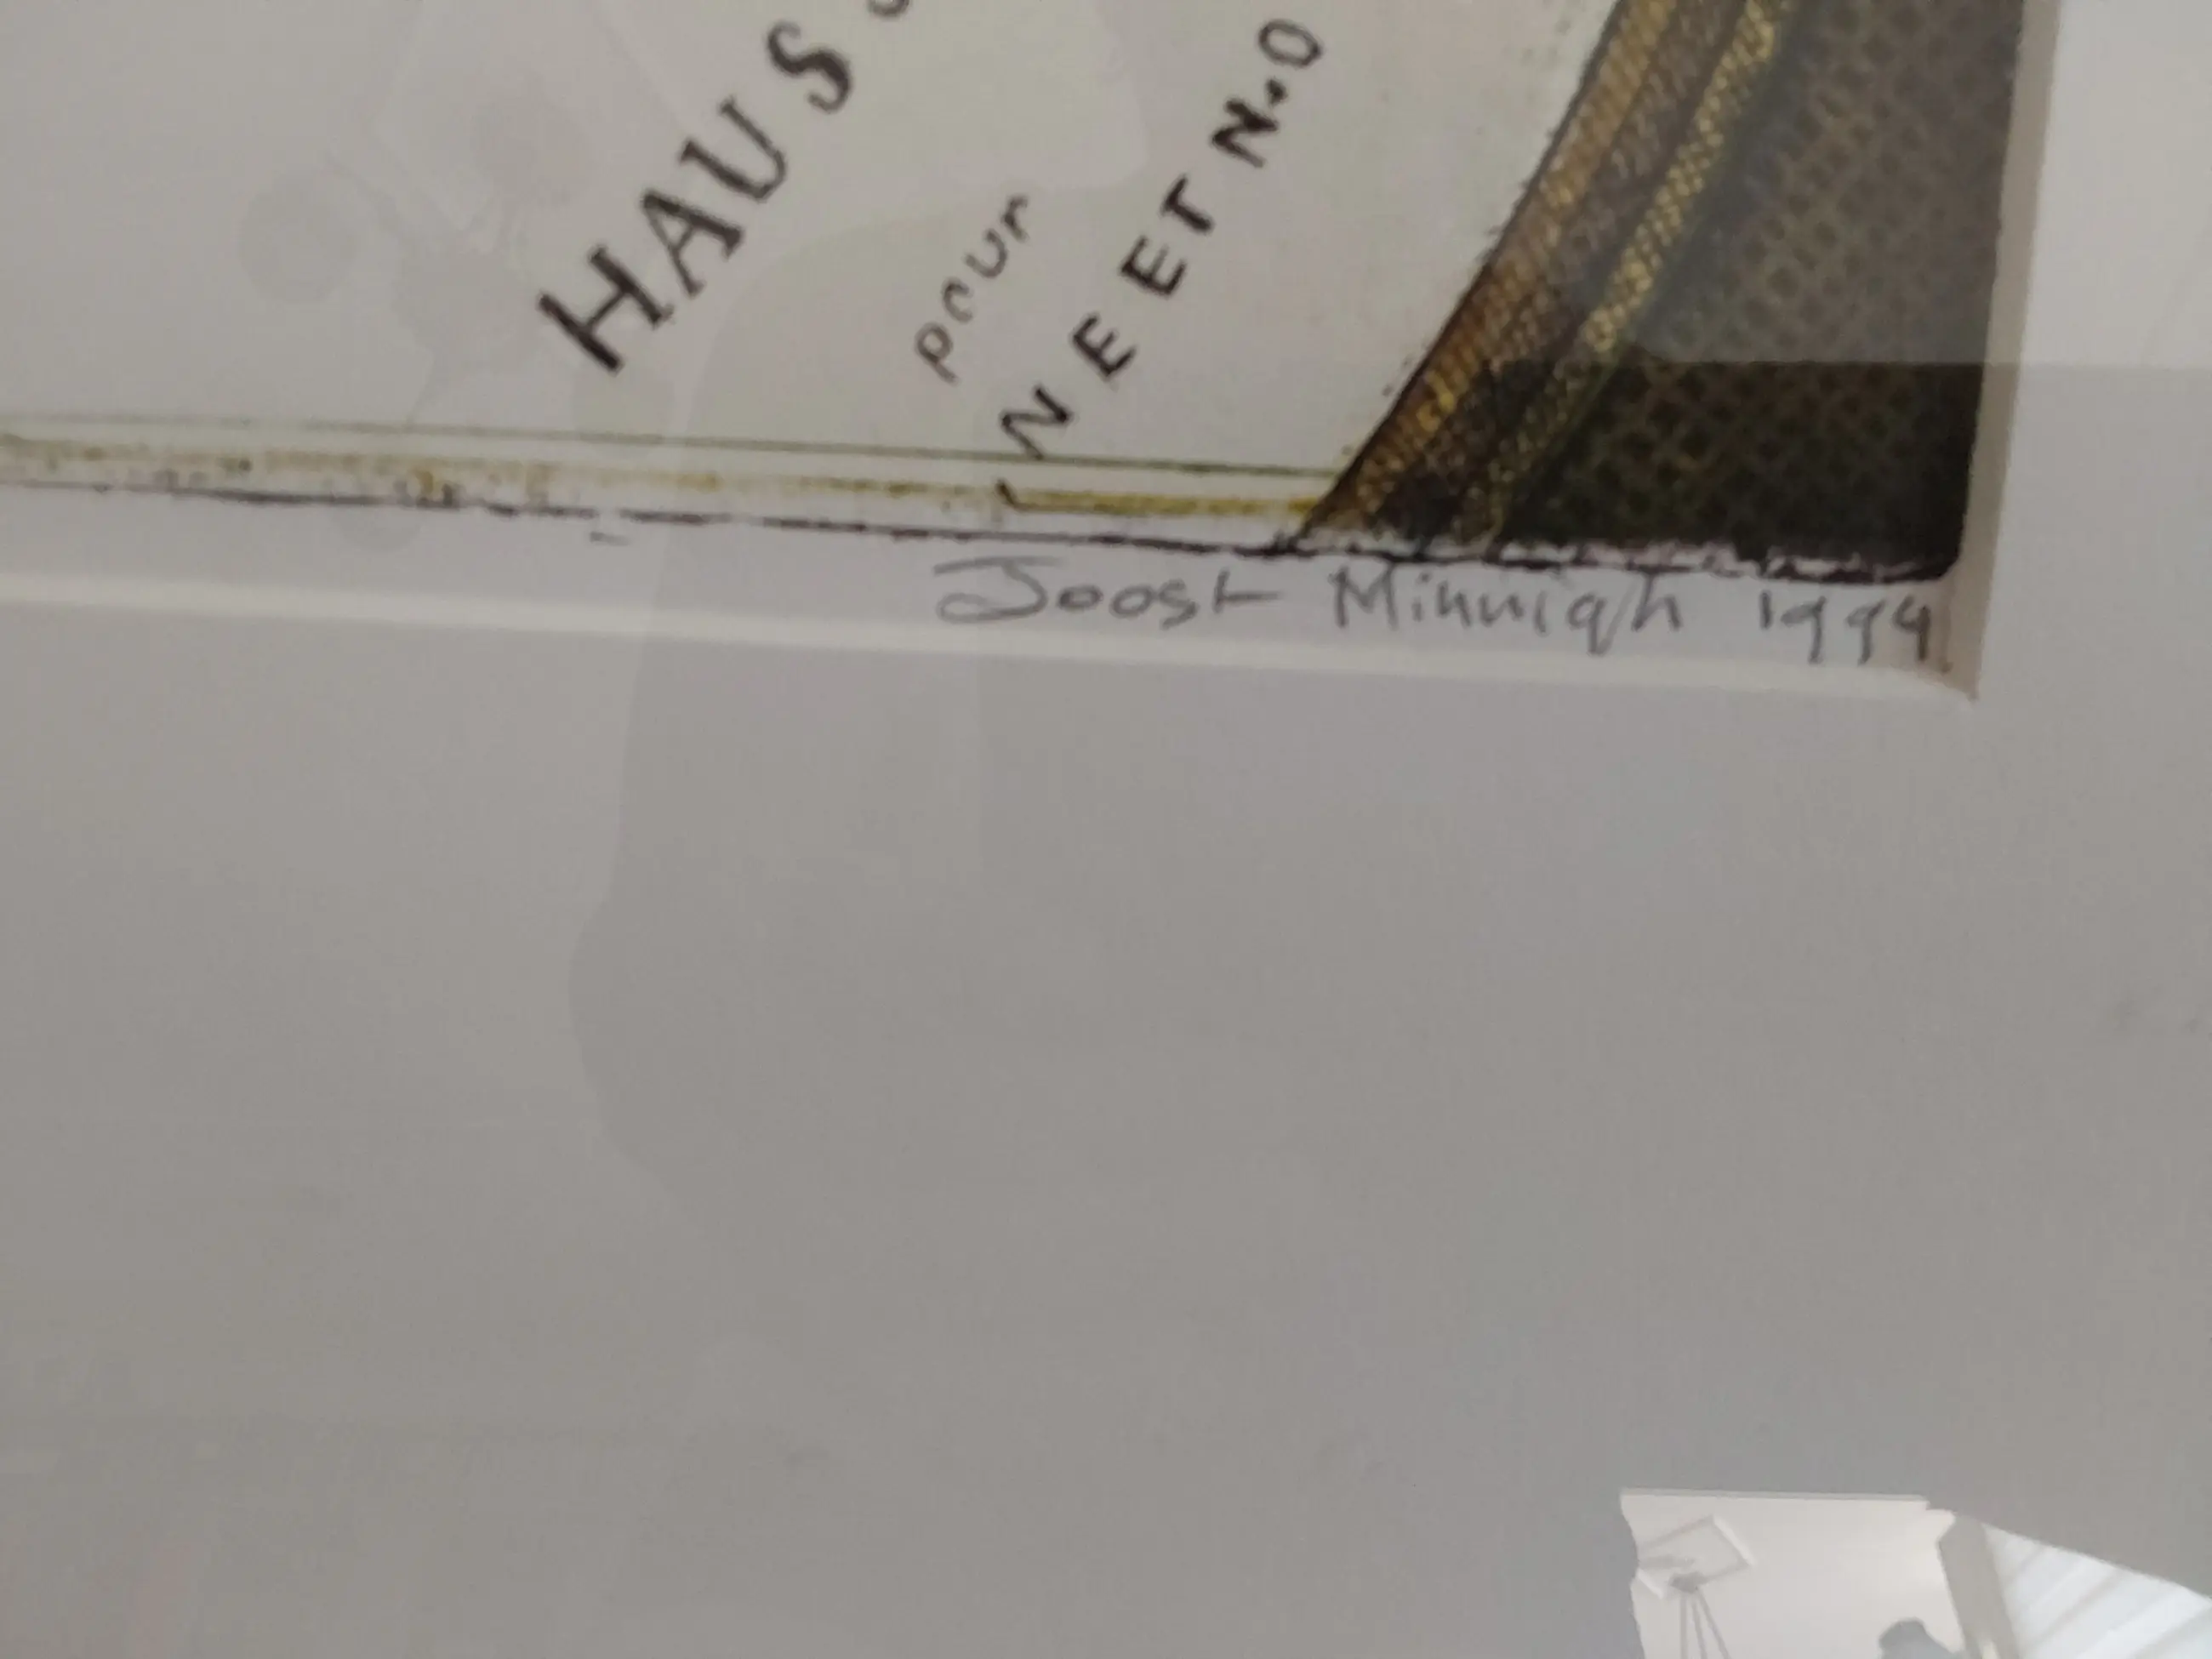 HAUS
pour
NEET N.O
Joost Minnigh 1994